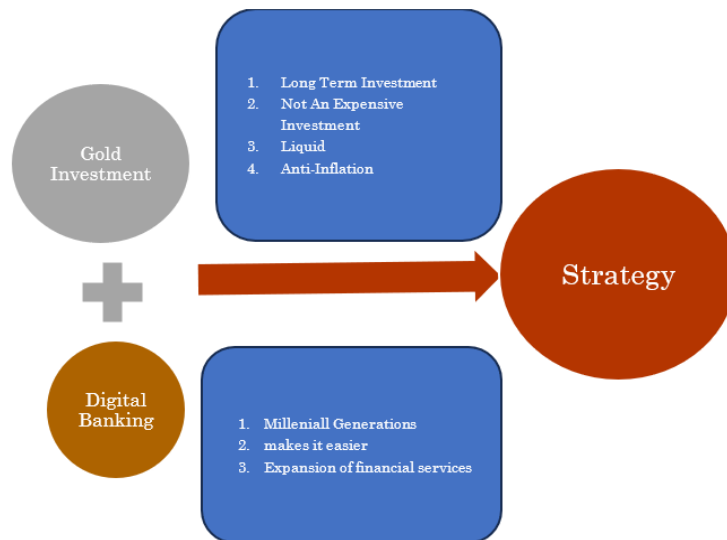 Gold
Investment
1. Long Term Investment
2. Not An Expensive
Investment
3. Liquid
4. Anti-Inflation
Strategy
Digital
Banking
1. Milleniall Generations
2. makes it easier
3. Expansion of financial services